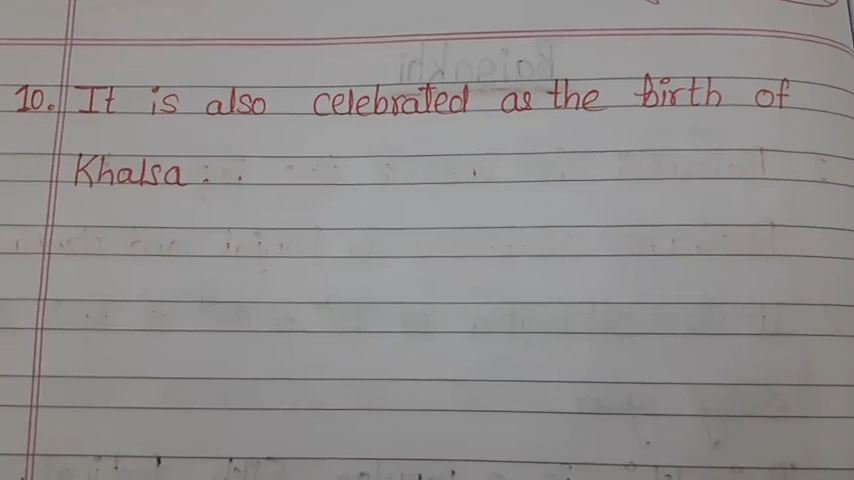 10. It is also celebrated as the birth of
Khalsa.